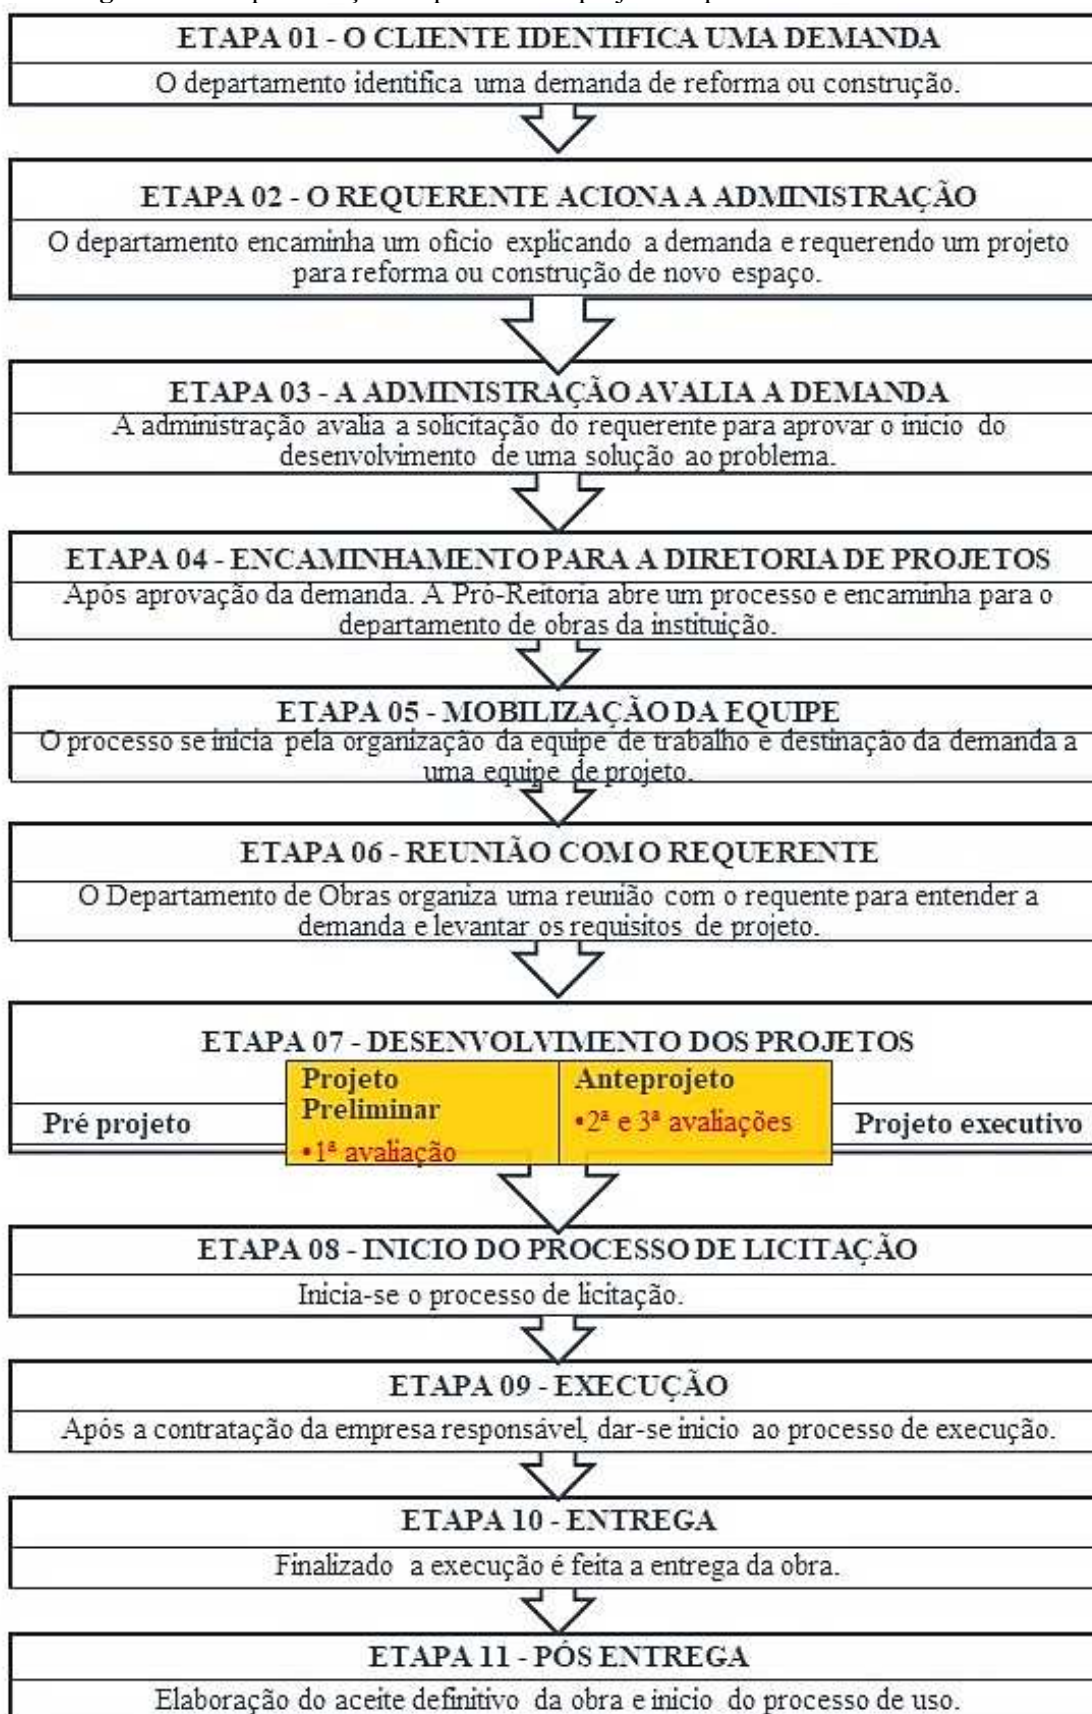 ETAPA 01 - O CLIENTE IDENTIFICA UMA DEMANDA
O departamento identifica uma demanda de reforma ou construção.
ETAPA 02 - O REQUERENTE ACIONA A ADMINISTRAÇÃO
O departamento encaminha um ofício explicando a demanda e requerendo um projeto
para reforma ou construção de novo espaço.
ETAPA 03 - A ADMINISTRAÇÃO AVALIA A DEMANDA
A administração avalia a solicitação do requerente para aprovar o início do
desenvolvimento de uma solução ao problema.
ETAPA 04 - ENCAMINHAMENTO PARA A DIRETORIA DE PROJETOS
Após aprovação da demanda. A Pró-Reitoria abre um processo e encaminha para o
departamento de obras da instituição.
ETAPA 05 - MOBILIZAÇÃO DA EQUIPE
O processo se inicia pela organização da equipe de trabalho e destinação da demanda a
uma equipe de projeto.
ETAPA 06 - REUNIÃO COM O REQUERENTE
O Departamento de Obras organiza uma reunião com o requente para entender a
demanda e levantar os requisitos de projeto.
ETAPA 07 - DESENVOLVIMENTO DOS PROJETOS
Pré projeto
Projeto
Preliminar
•1ª avaliação
Anteprojeto
•2ª e 3ª avaliações
Projeto executivo
ETAPA 08 - INICIO DO PROCESSO DE LICITAÇÃO
Inicia-se o processo de licitação.
ETAPA 09 - EXECUÇÃO
Após a contratação da empresa responsável, dar-se inicio ao processo de execução.
ETAPA 10 - ENTREGA
Finalizado a execução é feita a entrega da obra.
ETAPA 11 - PÓS ENTREGA
Elaboração do aceite definitivo da obra e inicio do processo de uso.